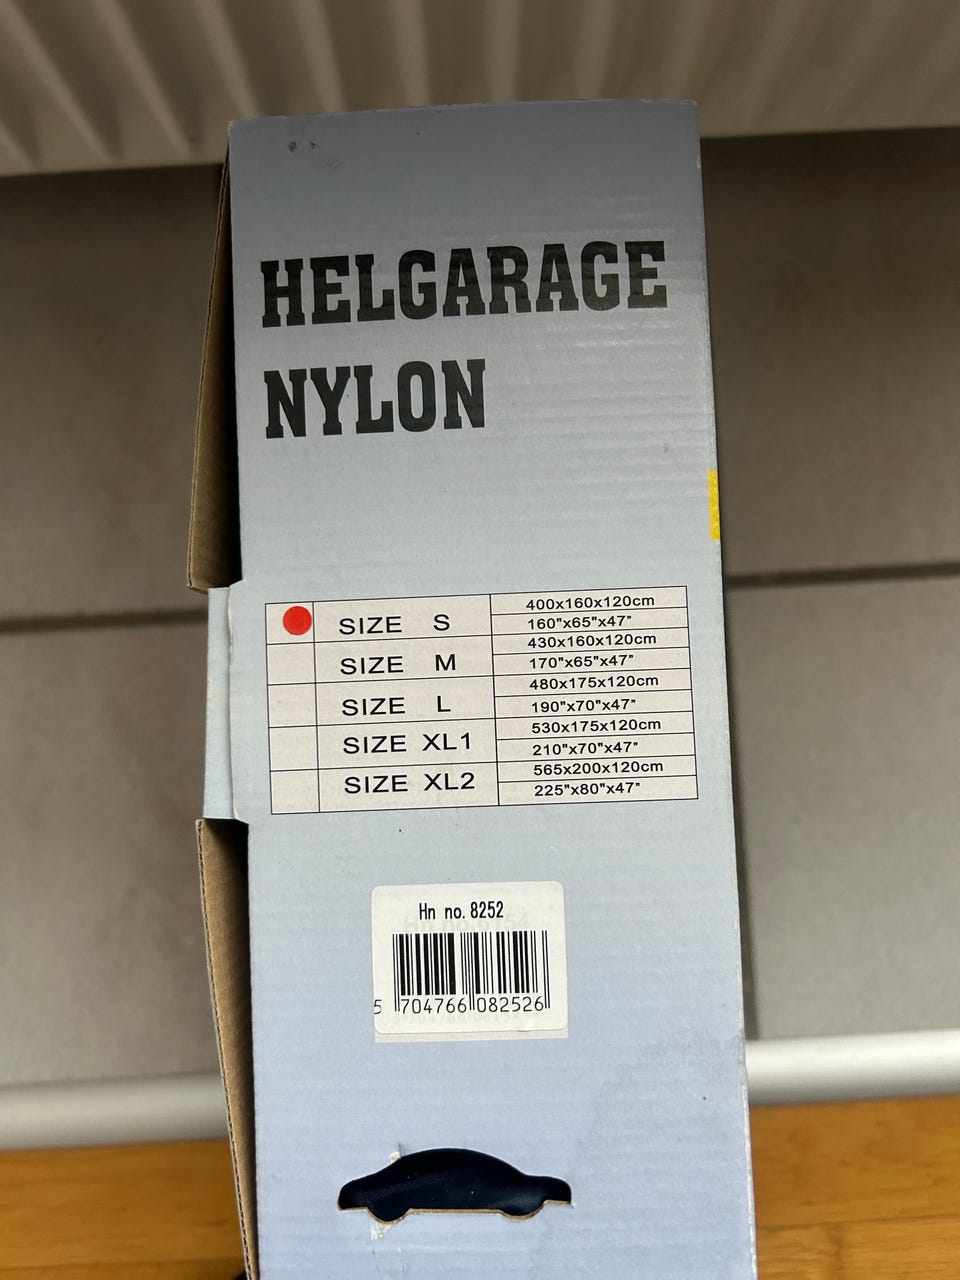 HELGARAGE
NYLON
SIZE S 400x160x120cm
160"x65"x47"
SIZE M 430x160x120cm
170"x65"x47"
SIZE L 480x175x120cm
190"x70"x47"
SIZE XL1 530x175x120cm
210"x70"x47"
SIZE XL2 565x200x120cm
225"x80"x47"
Hn no. 8252
5 704766 082526